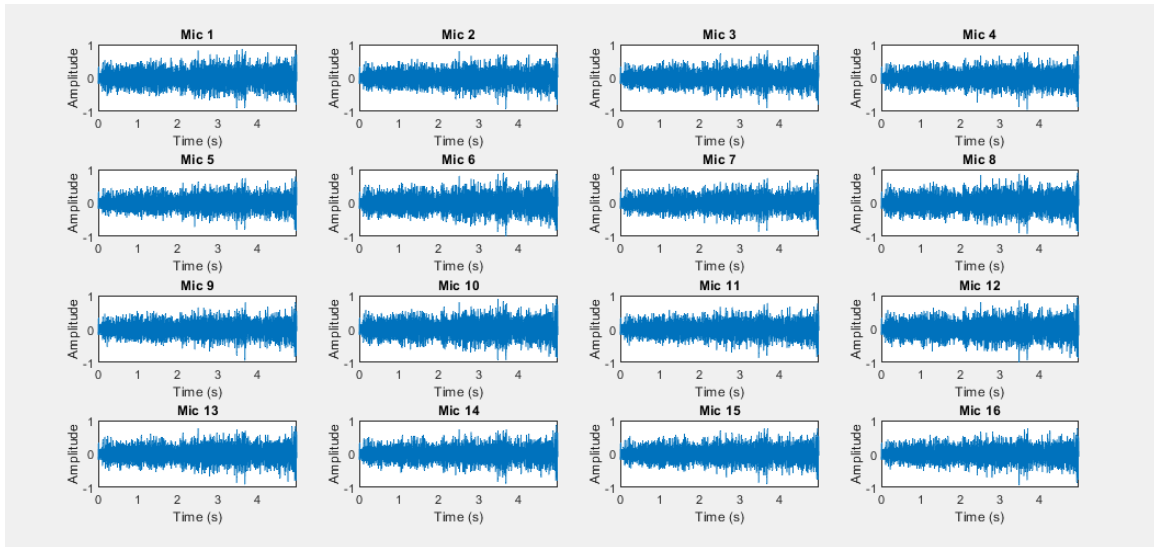 Mic 1 Mic 2 Mic 3 Mic 4
1 1 1 1
Amplitude Amplitude Amplitude Amplitude
0 0 0 0
-1 -1 -1 -1
0 1 2 3 4 0 1 2 3 4 0 1 2 3 4 0 1 2 3 4
Time (s) Time (s) Time (s) Time (s)
Mic 5 Mic 6 Mic 7 Mic 8
1 1 1 1
Amplitude Amplitude Amplitude Amplitude
0 0 0 0
-1 -1 -1 -1
0 1 2 3 4 0 1 2 3 4 0 1 2 3 4 0 1 2 3 4
Time (s) Time (s) Time (s) Time (s)
Mic 9 Mic 10 Mic 11 Mic 12
1 1 1 1
Amplitude Amplitude Amplitude Amplitude
0 0 0 0
-1 -1 -1 -1
0 1 2 3 4 0 1 2 3 4 0 1 2 3 4 0 1 2 3 4
Time (s) Time (s) Time (s) Time (s)
Mic 13 Mic 14 Mic 15 Mic 16
1 1 1 1
Amplitude Amplitude Amplitude Amplitude
0 0 0 0
-1 -1 -1 -1
0 1 2 3 4 0 1 2 3 4 0 1 2 3 4 0 1 2 3 4
Time (s) Time (s) Time (s) Time (s)